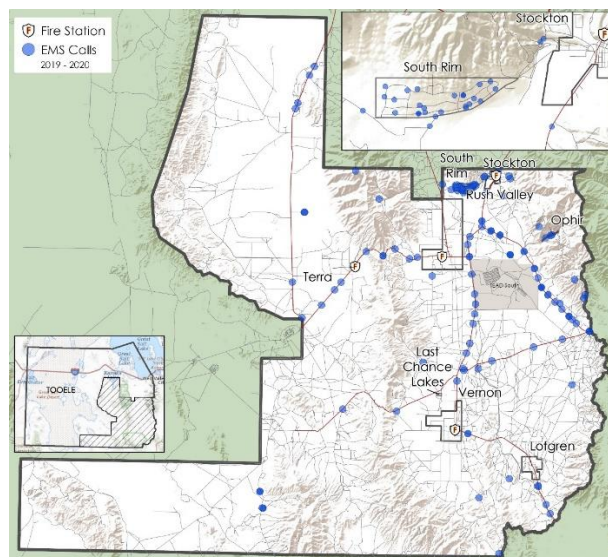 Fire Station
EMS Calls
2019 - 2020
Stockton
South Rim
South
Rim
Stockton
Rush Valley
Ophir
Terra
TEAD South
Last
Chance
Lakes
Vernon
Lofgren
TOOELE